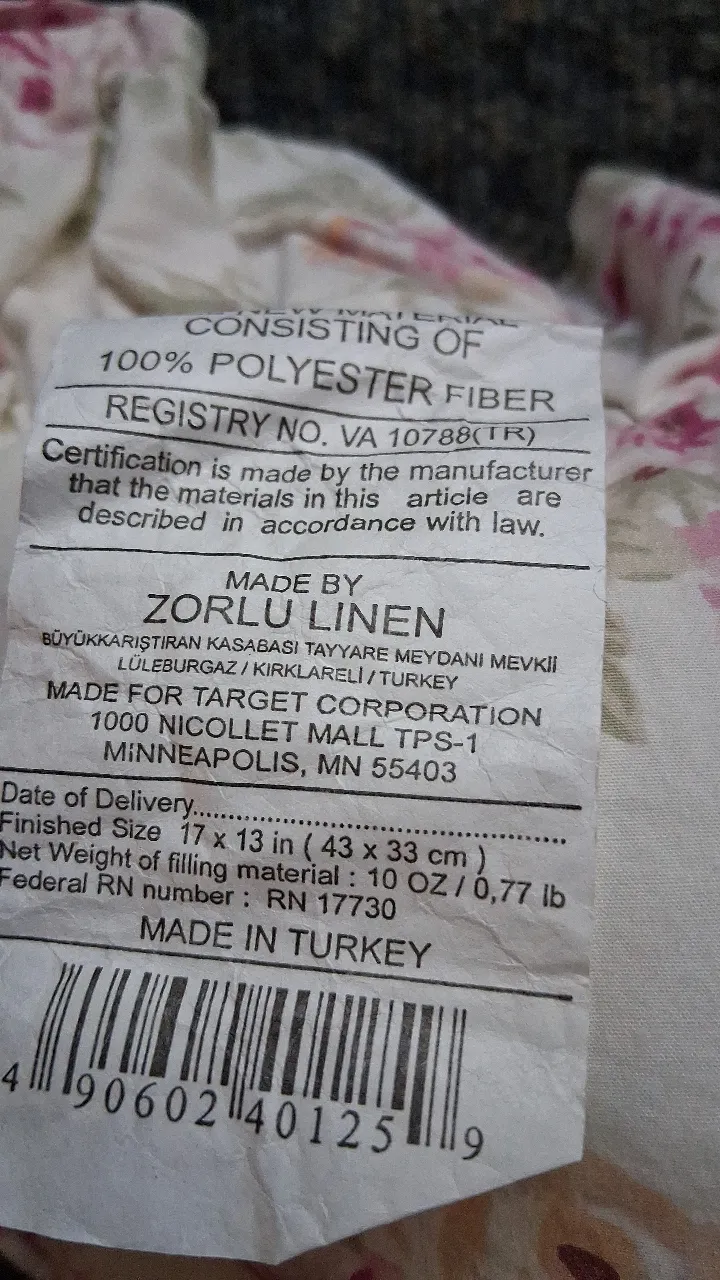 NEW MATERIAL
CONSISTING OF
100% POLYESTER FIBER
REGISTRY NO. VA 10788(TR)
Certification is made by the manufacturer
that the materials in this article are
described in accordance with law.
MADE BY
ZORLU LINEN
BÜYÜKKARIŞTIRAN KASABASI TAYYARE MEYDANI MEVKİİ
LÜLEBURGAZ / KIRKLARELİ / TURKEY
MADE FOR TARGET CORPORATION
1000 NICOLLET MALL TPS-1
MINNEAPOLIS, MN 55403
Date of Delivery..........................................
Finished Size 17 x 13 in ( 43 x 33 cm )
Net Weight of filling material : 10 OZ / 0,77 lb
Federal RN number : RN 17730
MADE IN TURKEY
4 90602 40125 9